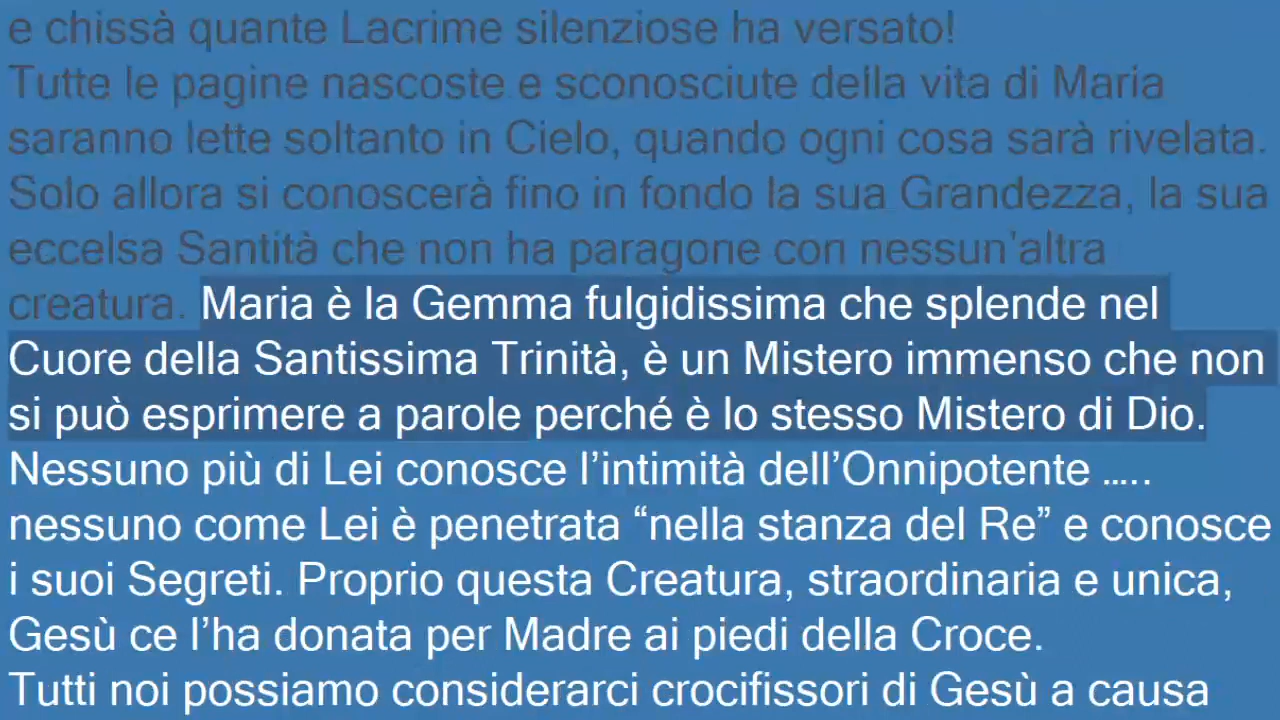 e chissà quante Lacrime silenziose ha versato!
Tutte le pagine nascoste e sconosciute della vita di Maria
saranno lette soltanto in Cielo, quando ogni cosa sarà rivelata.
Solo allora si conoscerà fino in fondo la sua Grandezza, la sua
eccelsa Santità che non ha paragone con nessun'altra
creatura. Maria è la Gemma fulgidissima che splende nel
Cuore della Santissima Trinità, è un Mistero immenso che non
si può esprimere a parole perché è lo stesso Mistero di Dio.
Nessuno più di Lei conosce l’intimità dell’Onnipotente …..
nessuno come Lei è penetrata “nella stanza del Re” e conosce
i suoi Segreti. Proprio questa Creatura, straordinaria e unica,
Gesù ce l’ha donata per Madre ai piedi della Croce.
Tutti noi possiamo considerarci crocifissori di Gesù a causa